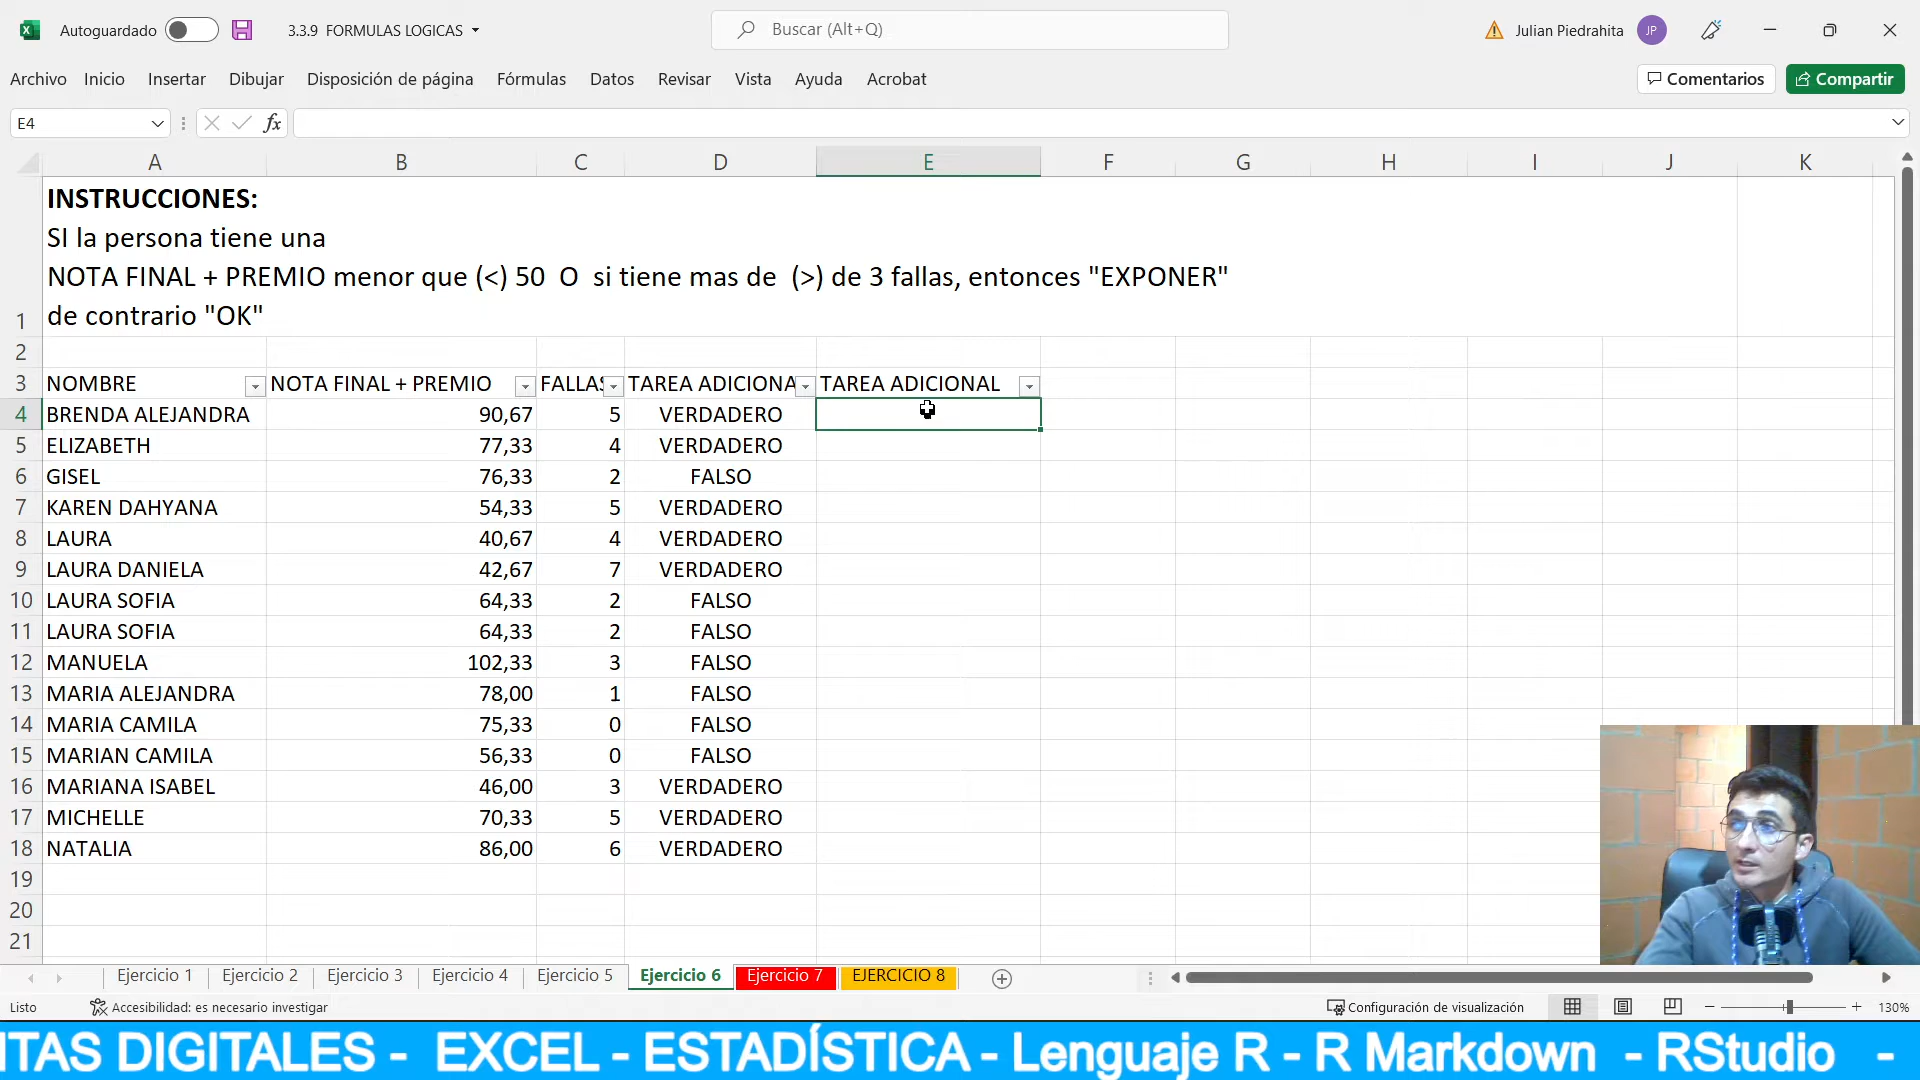 Autoguardado
3.3.9 FORMULAS LOGICAS
Buscar (Alt+Q)
Julian Piedrahita
JP
Archivo Inicio Insertar Dibujar Disposición de página Fórmulas Datos Revisar Vista Ayuda Acrobat
Comentarios
Compartir
E4
fx
A B C D E F G H I J K
INSTRUCCIONES:
SI la persona tiene una
NOTA FINAL + PREMIO menor que (<) 50 O si tiene mas de (>) de 3 fallas, entonces "EXPONER"
1 de contrario "OK"
2
3 NOMBRE NOTA FINAL + PREMIO FALLAS TAREA ADICIONA TAREA ADICIONAL
4 BRENDA ALEJANDRA 90,67 5 VERDADERO
5 ELIZABETH 77,33 4 VERDADERO
6 GISEL 76,33 2 FALSO
7 KAREN DAHYANA 54,33 5 VERDADERO
8 LAURA 40,67 4 VERDADERO
9 LAURA DANIELA 42,67 7 VERDADERO
10 LAURA SOFIA 64,33 2 FALSO
11 LAURA SOFIA 64,33 2 FALSO
12 MANUELA 102,33 3 FALSO
13 MARIA ALEJANDRA 78,00 1 FALSO
14 MARIA CAMILA 75,33 0 FALSO
15 MARIAN CAMILA 56,33 0 FALSO
16 MARIANA ISABEL 46,00 3 VERDADERO
17 MICHELLE 70,33 5 VERDADERO
18 NATALIA 86,00 6 VERDADERO
19
20
21
Ejercicio 1 Ejercicio 2 Ejercicio 3 Ejercicio 4 Ejercicio 5 Ejercicio 6 Ejercicio 7 EJERCICIO 8
Listo
Accesibilidad: es necesario investigar
Configuración de visualización
130%
ITAS DIGITALES - EXCEL - ESTADÍSTICA - Lenguaje R - R Markdown - RStudio -